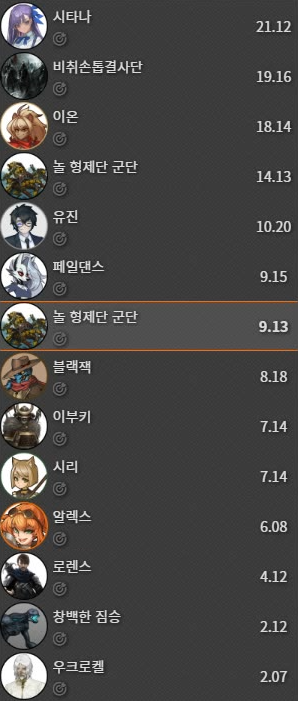 시타나
21.12
비취손톱결사단
19.16
이온
18.14
놀 형제단 군단
14.13
유진
10.20
페일댄스
9.15
놀 형제단 군단
9.13
블랙잭
8.18
이부키
7.14
시리
7.14
알렉스
6.08
로렌스
4.12
창백한 짐승
2.12
우크로켈
2.07